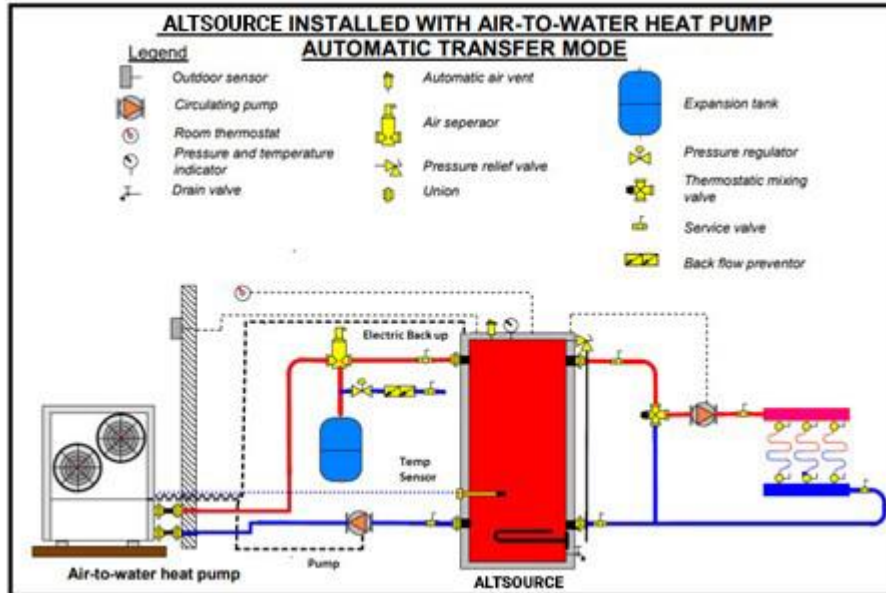 ALTSOURCE INSTALLED WITH AIR-TO-WATER HEAT PUMP
AUTOMATIC TRANSFER MODE
Legend
Outdoor sensor
Circulating pump
Room thermostat
Pressure and temperature
indicator
Drain valve
Automatic air vent
Air seperaor
Pressure relief valve
Union
Expansion tank
Pressure regulator
Thermostatic mixing
valve
Service valve
Back flow preventor
Electric Back up
Temp
Sensor
Pump
Air-to-water heat pump
ALTSOURCE